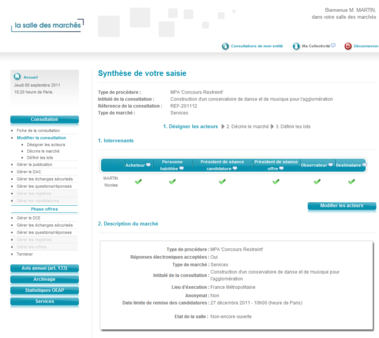 la salle des marchés
Bienvenue M. MARTIN,
dans votre salle des marchés
Consultations de mon entité
Ma Collectivité
Déconnexion
Accueil
Jeudi 08 septembre 2011
Synthèse de votre saisie
Type de procédure : MPA Concours Restreint
Intitulé de la consultation : Construction d'un conservatoire de danse et de musique pour l'agglomération
Référence de la consultation : REF-201112
Type de marché : Services
1. Désigner les acteurs 2. Décrire le marché 3. Définir les lots
Consultation
Fiche de la consultation
Modifier la consultation
Désigner les acteurs
Décrire le marché
Définir les lots
Gérer la publication
Gérer le DAC
Gérer les échanges sécurisés
Gérer les questions/réponses
Gérer les registres
Gérer les candidatures
Phase offres
Gérer le DCE
Gérer les échanges sécurisés
Gérer les questions/réponses
Gérer les registres
Gérer les offres
Terminer
Avis annuel (art. 133)
Archivage
Statistiques OEAP
Services
1. Intervenants
Acheteur
Personne habilitée
Président de séance candidature
Président de séance offre
Observateur
Destinataire
MARTIN
Nicolas
Modifier les acteurs
2. Description du marché
Type de procédure : MPA Concours Restreint
Réponses électroniques acceptées : Oui
Type de marché : Services
Intitulé de la consultation : Construction d'un conservatoire de danse et de musique pour
l'agglomération
Lieu d'éxecution : France Métropolitaine
Anonymat : Non
Date limite de remise des candidatures : 27 décembre 2011 - 10h00 (heure de Paris)
Etat de la salle : Non encore ouverte